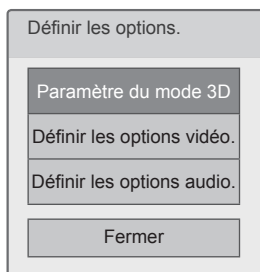 Définir les options.
Paramètre du mode 3D
Définir les options vidéo.
Définir les options audio.
Fermer